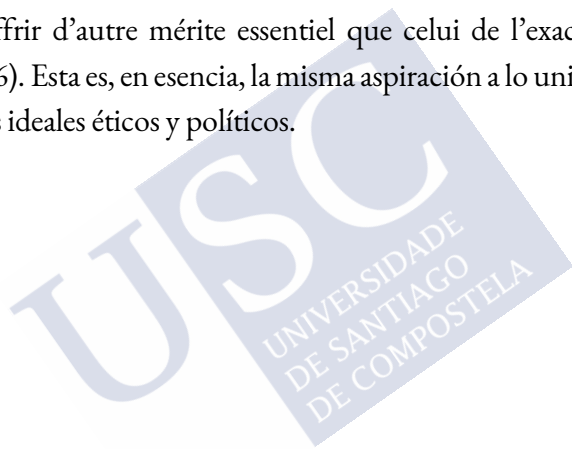 ffrir d’autre mérite essentiel que celui de l’exac
6). Esta es, en esencia, la misma aspiración a lo uni
s ideales éticos y políticos.
USC
UNIVERSIDADE
DE SANTIAGO
DE COMPOSTELA